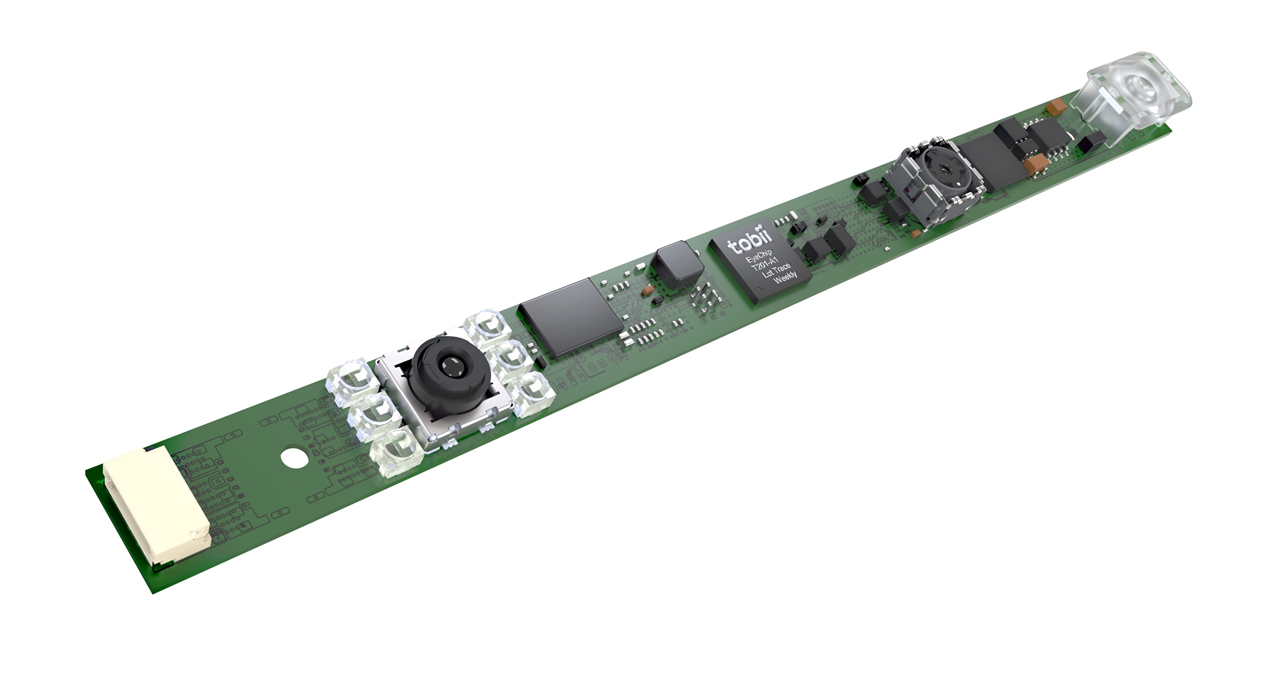 tobii
EyeChip
T201-A1
Lot Trace
Weekly